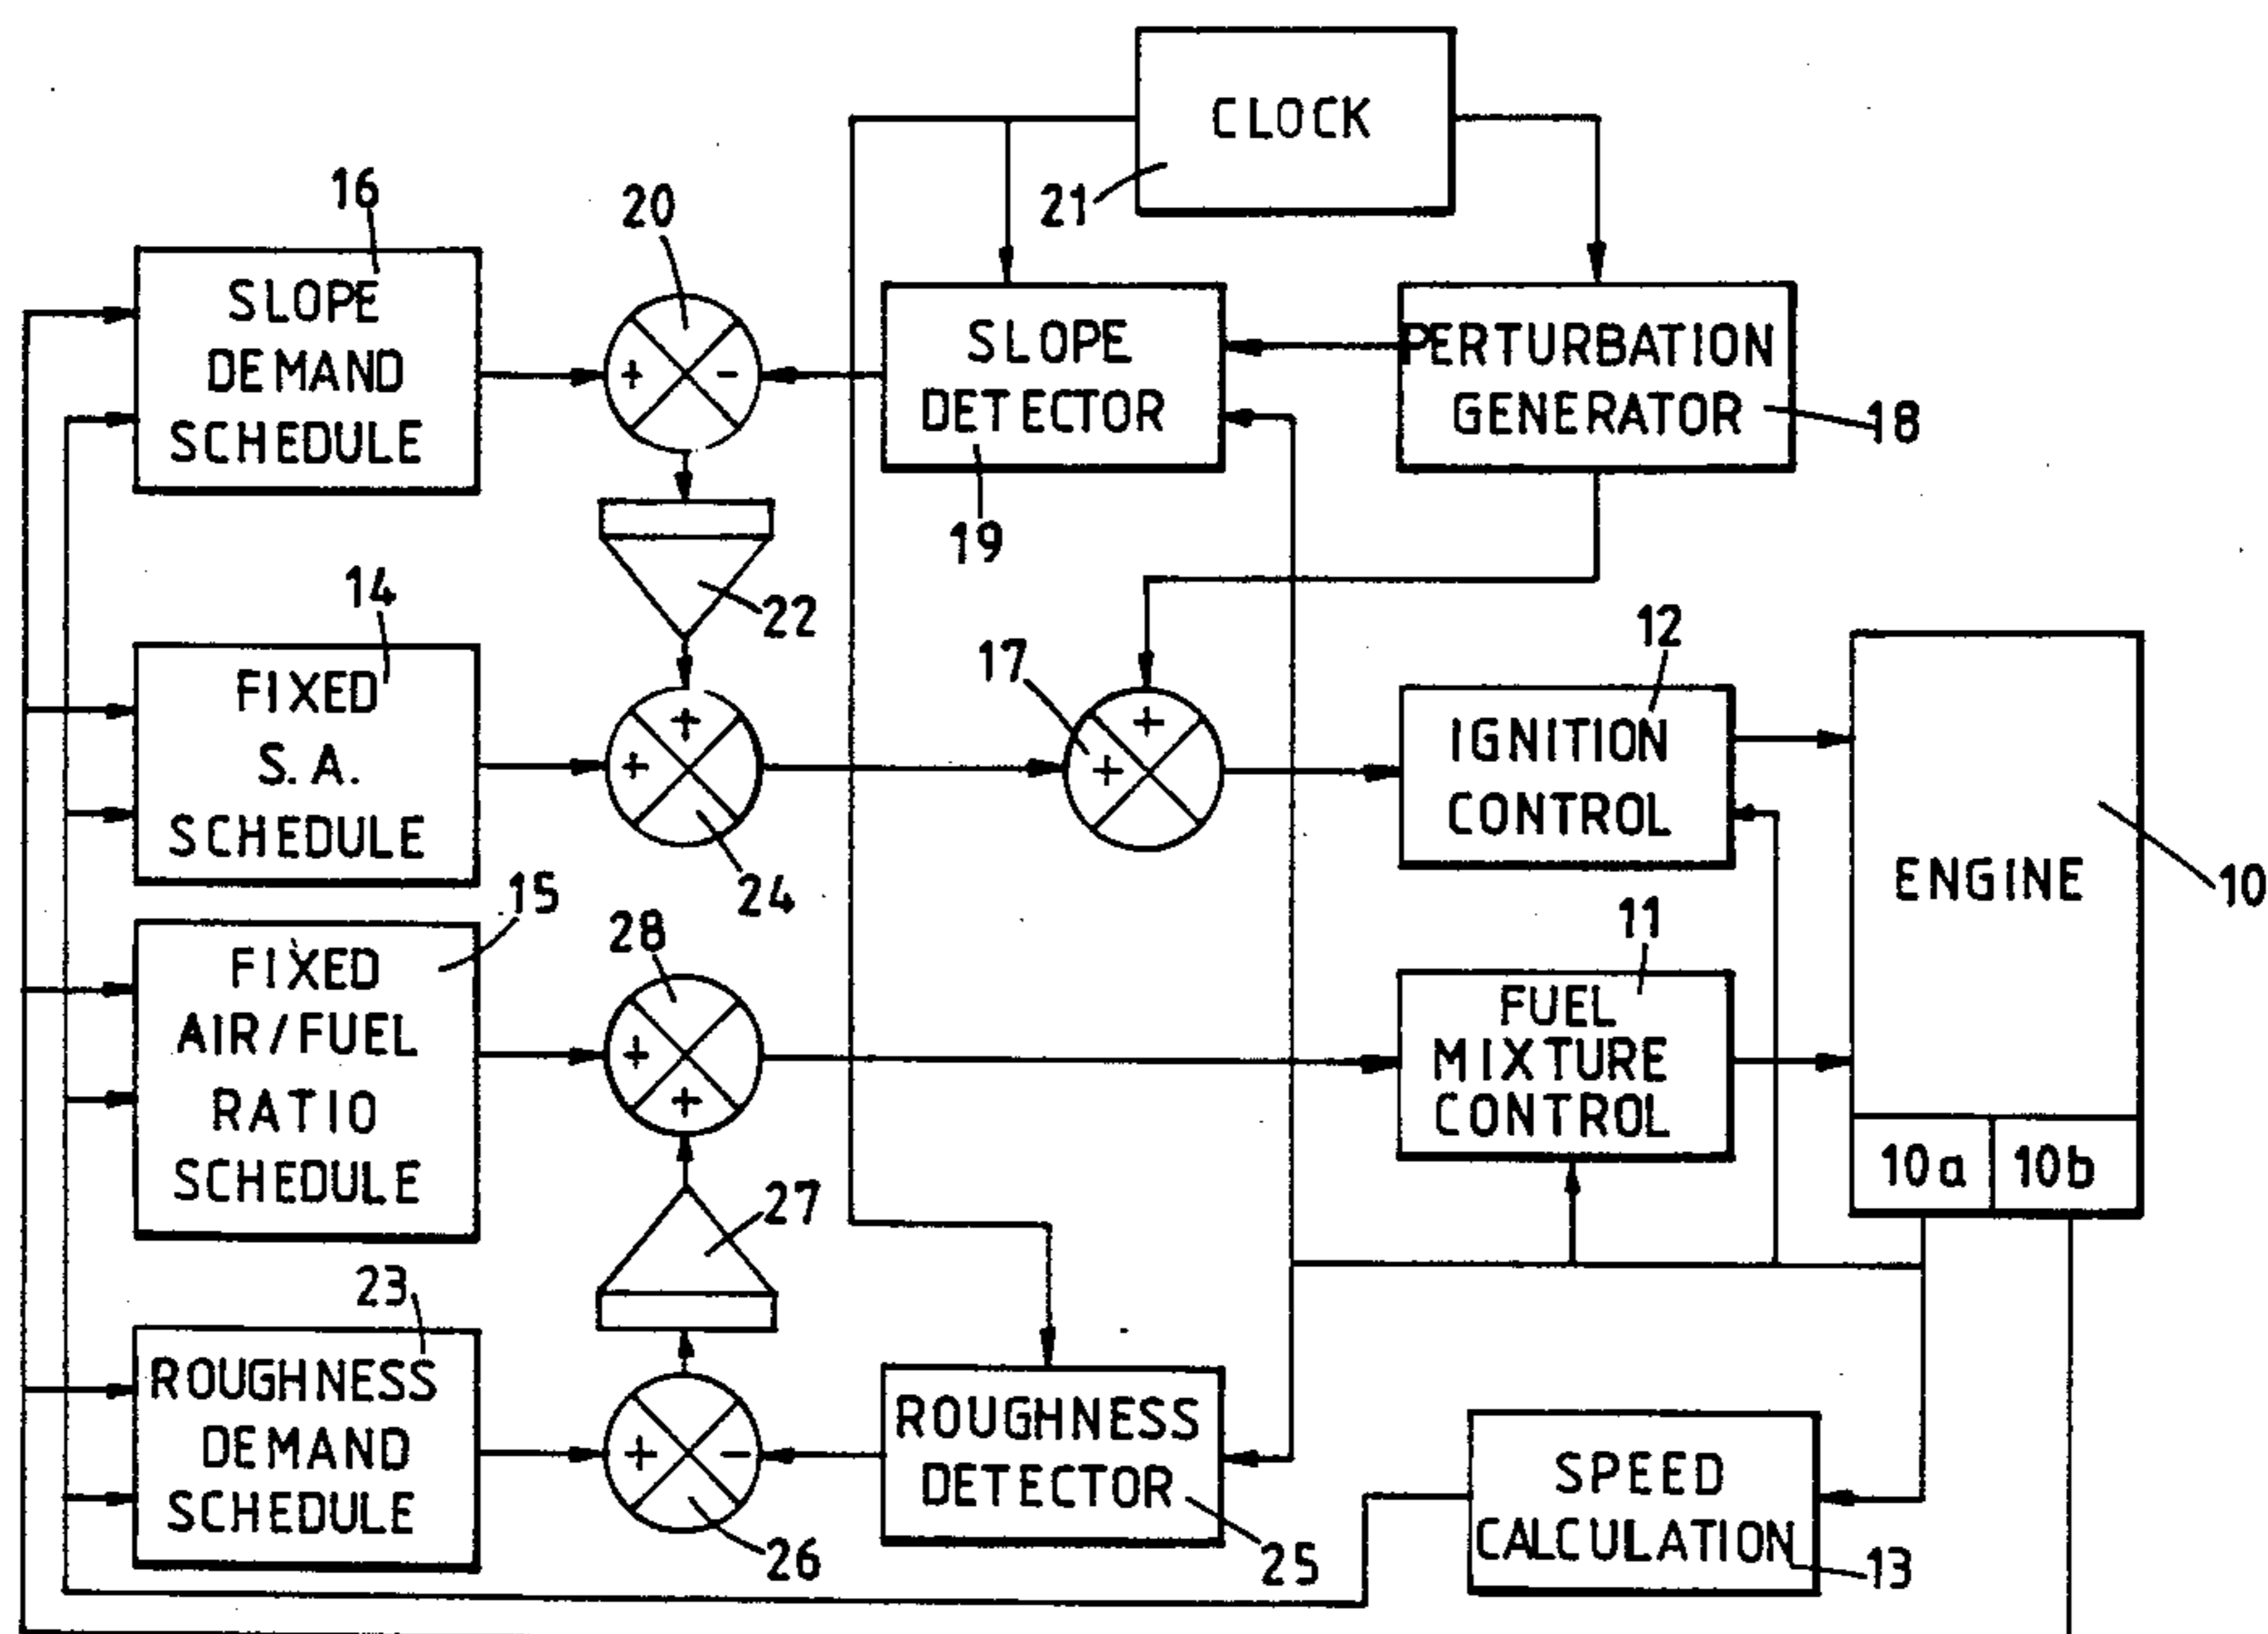 CLOCK
21
16
20
SLOPE
DEMAND
SCHEDULE
+
-
SLOPE
DETECTOR
19
PERTURBATION
GENERATOR
18
22
14
FIXED
S.A.
SCHEDULE
+
+
24
17
+
+
12
IGNITION
CONTROL
ENGINE
10
15
FIXED
AIR/FUEL
RATIO
SCHEDULE
28
+
+
11
FUEL
MIXTURE
CONTROL
10a
10b
27
23
ROUGHNESS
DEMAND
SCHEDULE
+
-
26
ROUGHNESS
DETECTOR
25
SPEED
CALCULATION
13